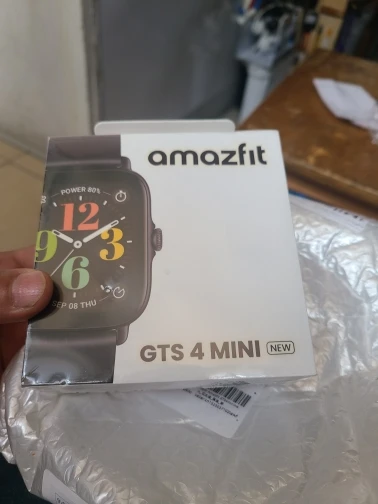 amazfit
POWER 80%
12
9
3
6
SEP 08 THU
GTS 4 MINI NEW